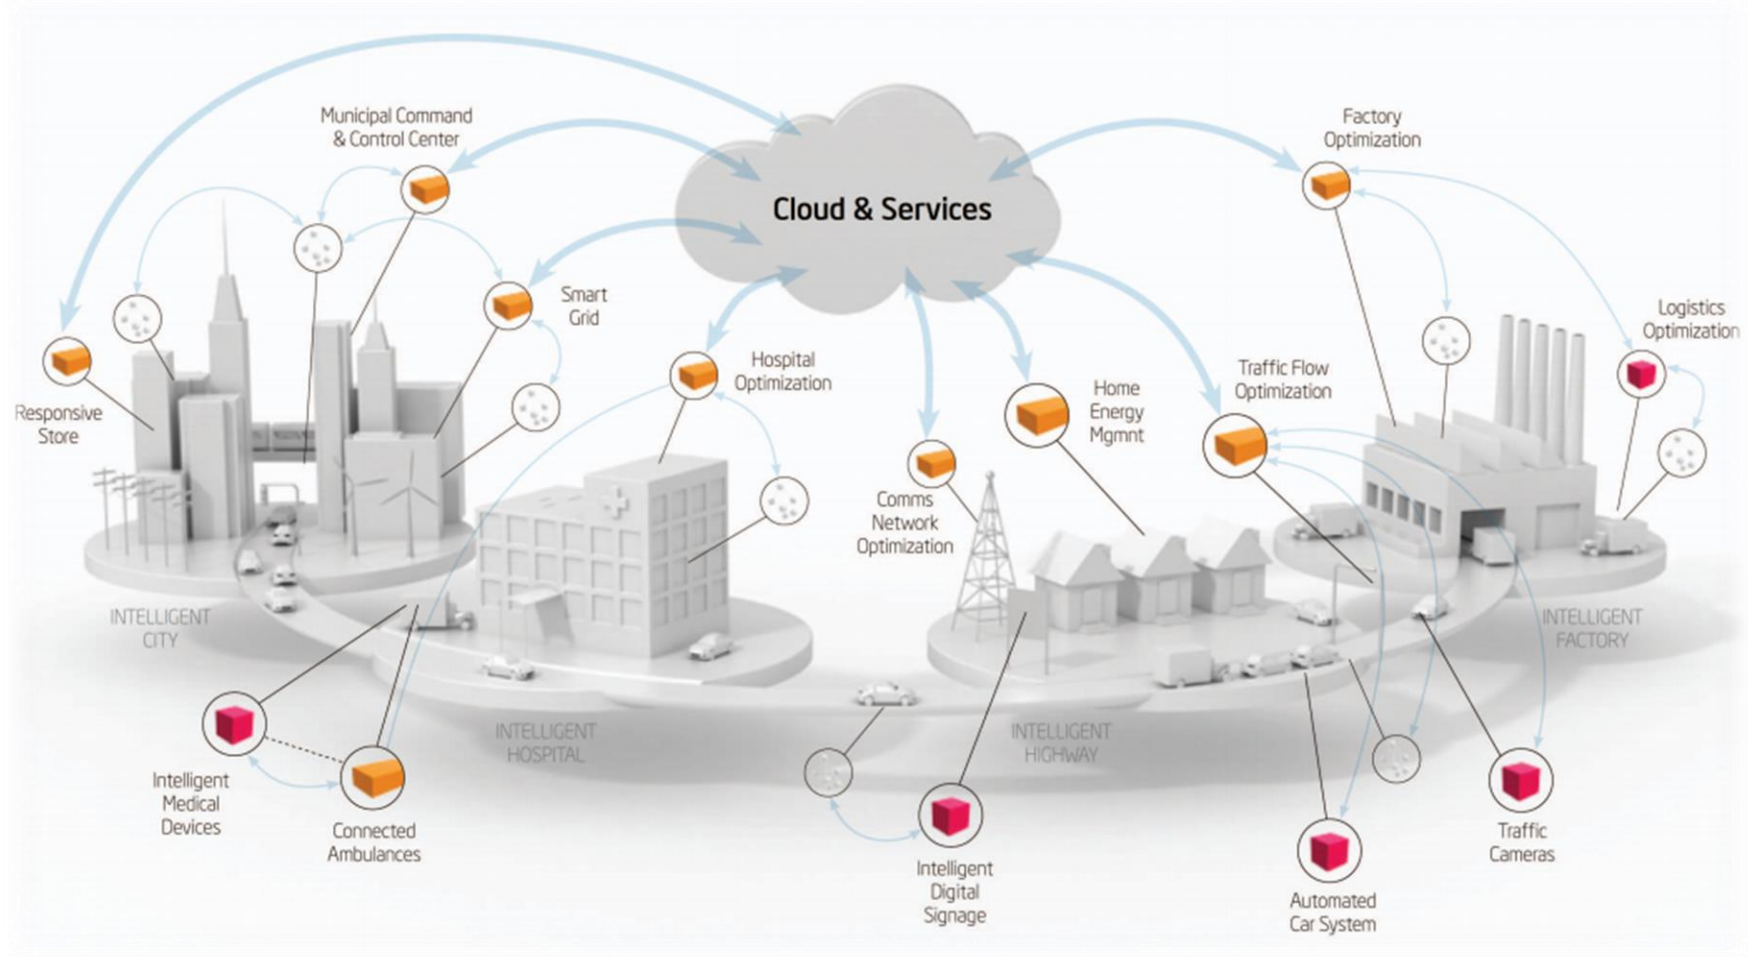 Cloud & Services
Municipal Command
& Control Center
Factory
Optimization
Smart
Grid
Logistics
Optimization
Responsive
Store
Hospital
Optimization
Home
Energy
Mgmnt
Traffic Flow
Optimization
Comms
Network
Optimization
INTELLIGENT
CITY
INTELLIGENT
HOSPITAL
INTELLIGENT
HIGHWAY
INTELLIGENT
FACTORY
Intelligent
Medical
Devices
Connected
Ambulances
Intelligent
Digital
Signage
Automated
Car System
Traffic
Cameras